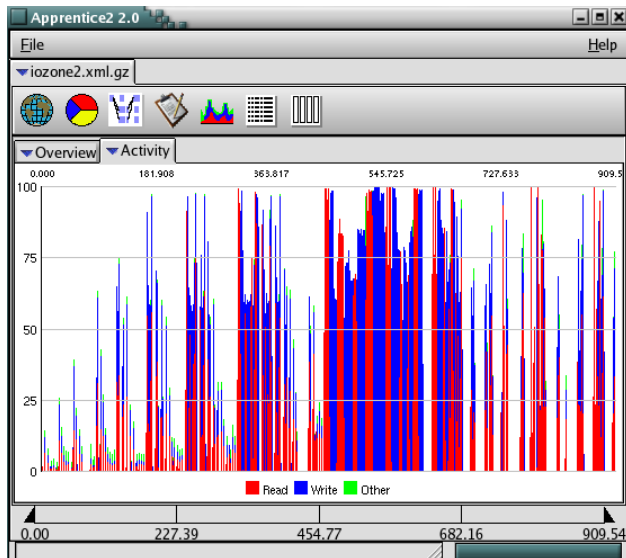 Apprentice2 2.0
File Help
iozone2.xml.gz
Overview Activity
0.000 181.908 363.817 545.725 727.633 909.5
100
75
50
25
0
Read Write Other
0.00 227.39 454.77 682.16 909.54